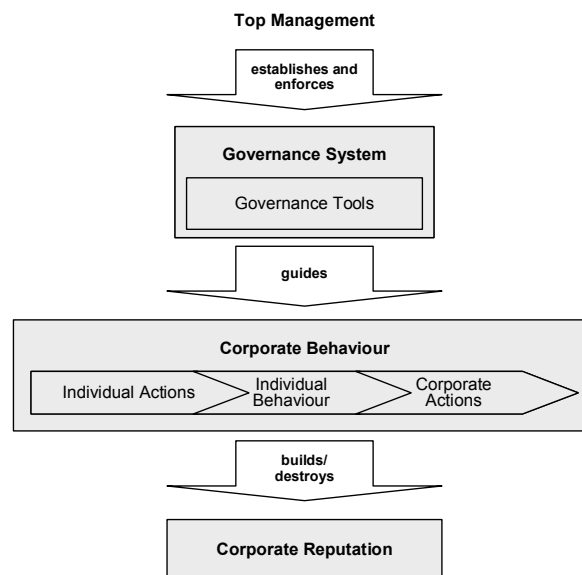 Top Management
establishes and
enforces
Governance System
Governance Tools
guides
Corporate Behaviour
Individual Actions
Individual
Behaviour
Corporate
Actions
builds/
destroys
Corporate Reputation